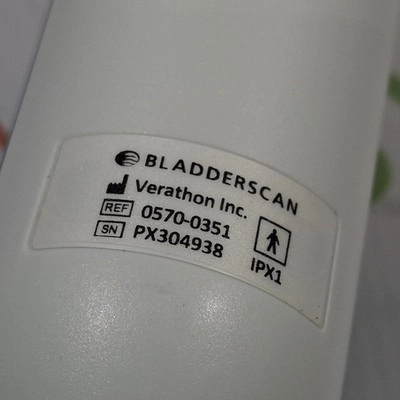 BLADDERSCAN
Verathon Inc.
REF 0570-0351
SN PX304938
IPX1